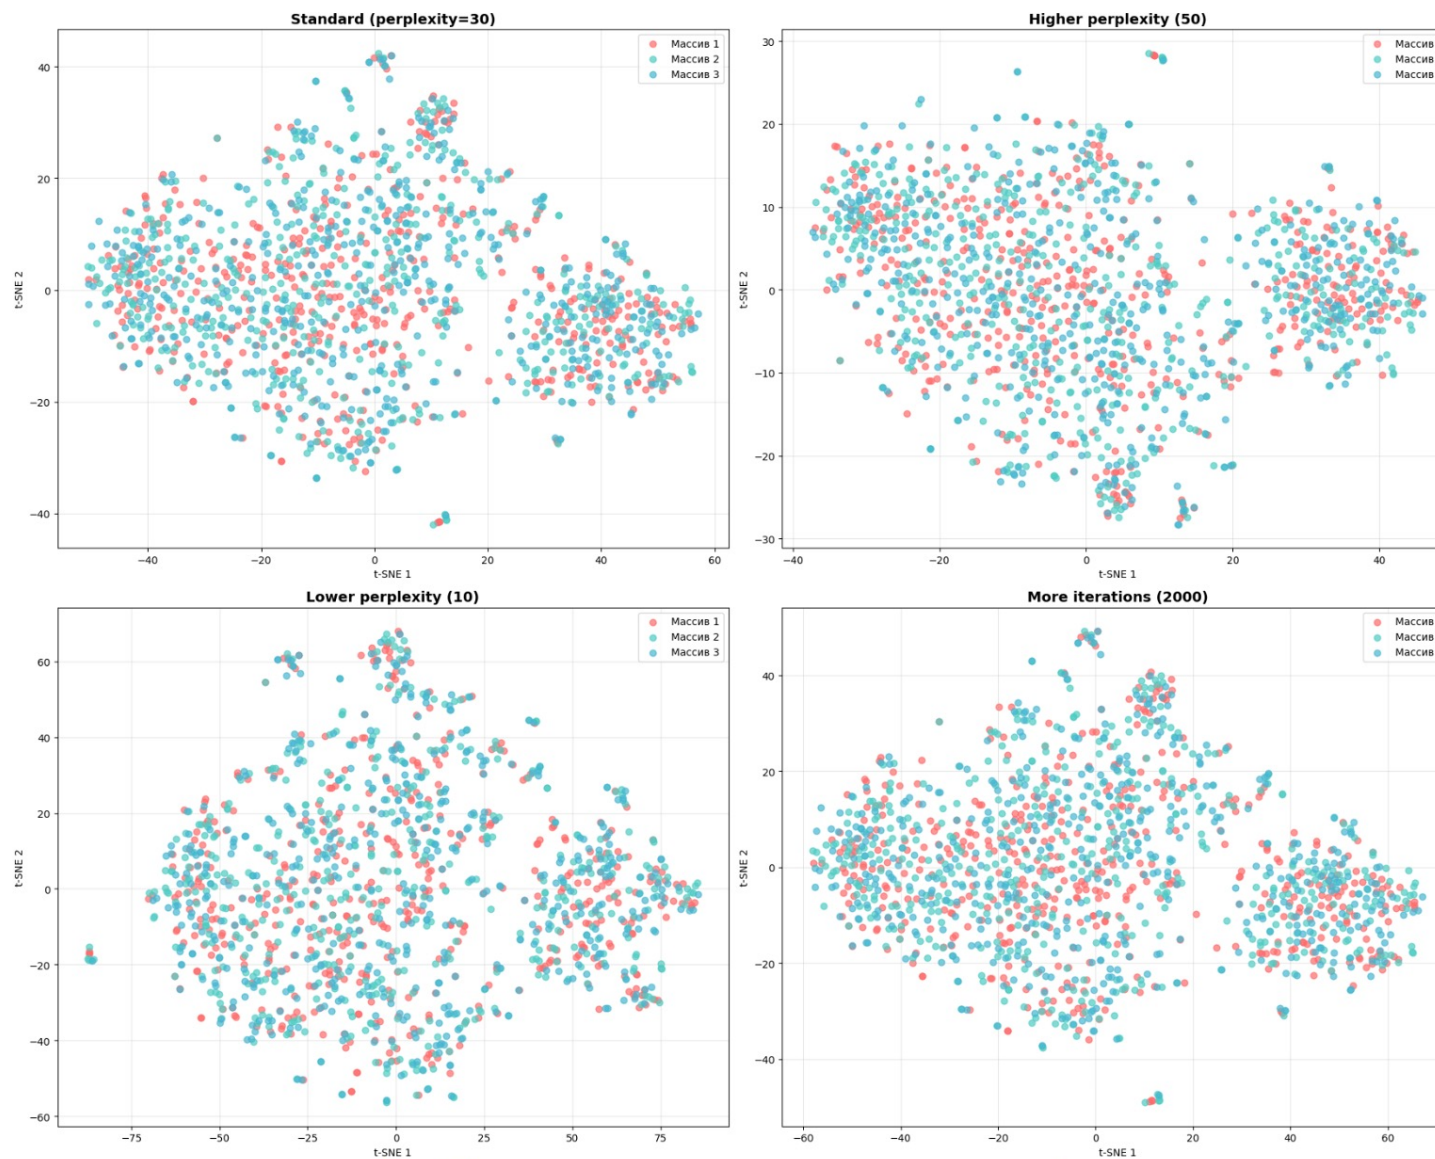 Standard (perplexity=30)
Массив 1
Массив 2
Массив 3
40
20
0
−20
−40
t-SNE 2
−40
−20
0
20
40
60
t-SNE 1
Higher perplexity (50)
Массив
Массив
Массив
30
20
10
0
−10
−20
−30
t-SNE 2
−40
−20
0
20
40
t-SNE 1
Lower perplexity (10)
Массив 1
Массив 2
Массив 3
60
40
20
0
−20
−40
−60
t-SNE 2
−75
−50
−25
0
25
50
75
t-SNE 1
More iterations (2000)
Массив
Массив
Массив
40
20
0
−20
−40
t-SNE 2
−60
−40
−20
0
20
40
60
t-SNE 1